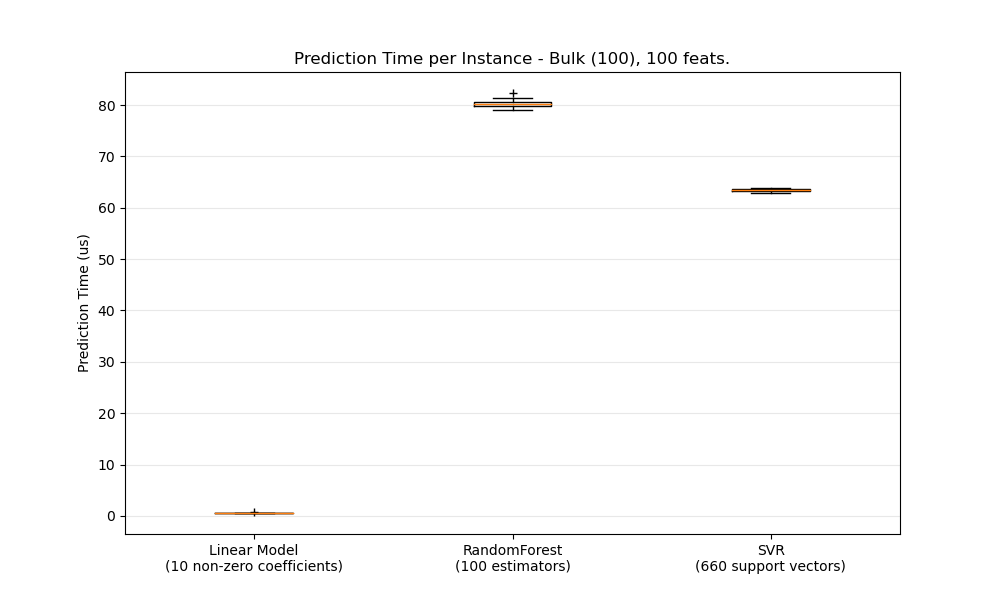 Prediction Time per Instance - Bulk (100), 100 feats.
Prediction Time (us)
80
70
60
50
40
30
20
10
0
Linear Model
(10 non-zero coefficients)
RandomForest
(100 estimators)
SVR
(660 support vectors)